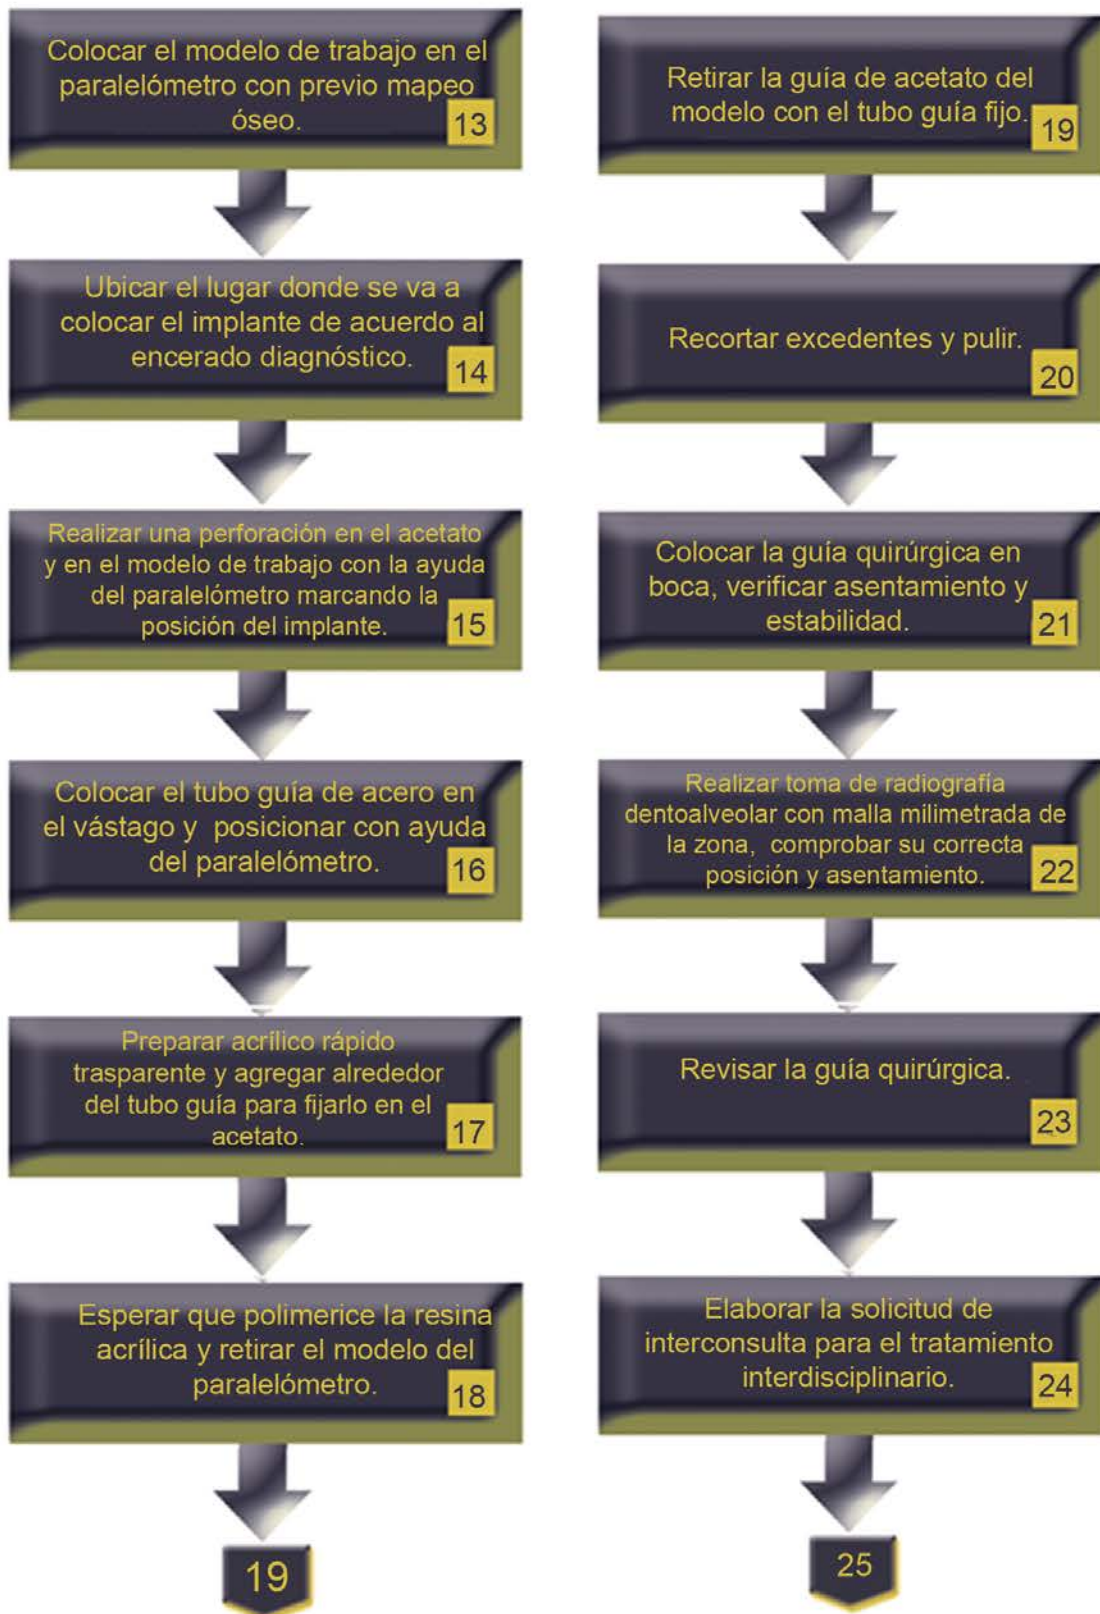 Colocar el modelo de trabajo en el
paralelómetro con previo mapeo
óseo.
13
Ubicar el lugar donde se va a
colocar el implante de acuerdo al
encerado diagnóstico.
14
Realizar una perforación en el acetato
y en el modelo de trabajo con la ayuda
del paralelómetro marcando la
posición del implante.
15
Colocar el tubo guía de acero en
el vástago y posicionar con ayuda
del paralelómetro.
16
Preparar acrílico rápido
trasparente y agregar alrededor
del tubo guía para fijarlo en el
acetato.
17
Esperar que polimerice la resina
acrílica y retirar el modelo del
paralelómetro.
18
19
Retirar la guía de acetato del
modelo con el tubo guía fijo.
19
Recortar excedentes y pulir.
20
Colocar la guía quirúrgica en
boca, verificar asentamiento y
estabilidad.
21
Realizar toma de radiografía
dentoalveolar con malla milimetrada de
la zona, comprobar su correcta
posición y asentamiento.
22
Revisar la guía quirúrgica.
23
Elaborar la solicitud de
interconsulta para el tratamiento
interdisciplinario.
24
25